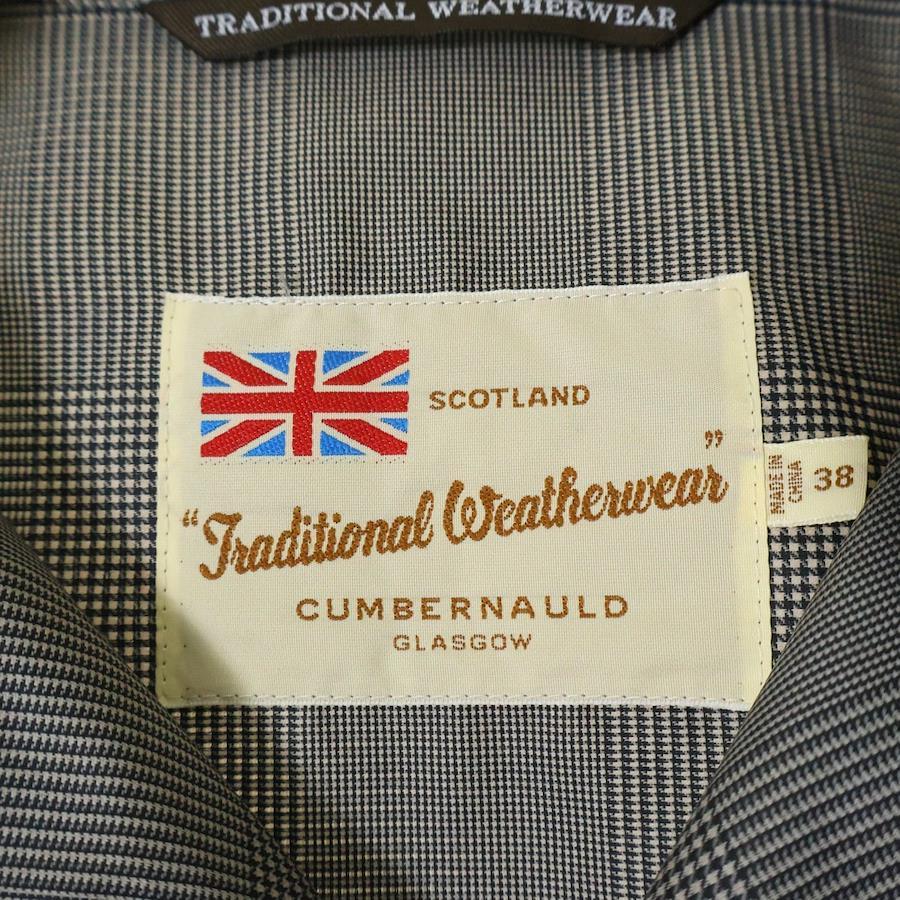 TRADITIONAL WEATHERWEAR
SCOTLAND
“Traditional Weatherwear”
CUMBERNAULD
GLASGOW
MADE IN
CHINA
38